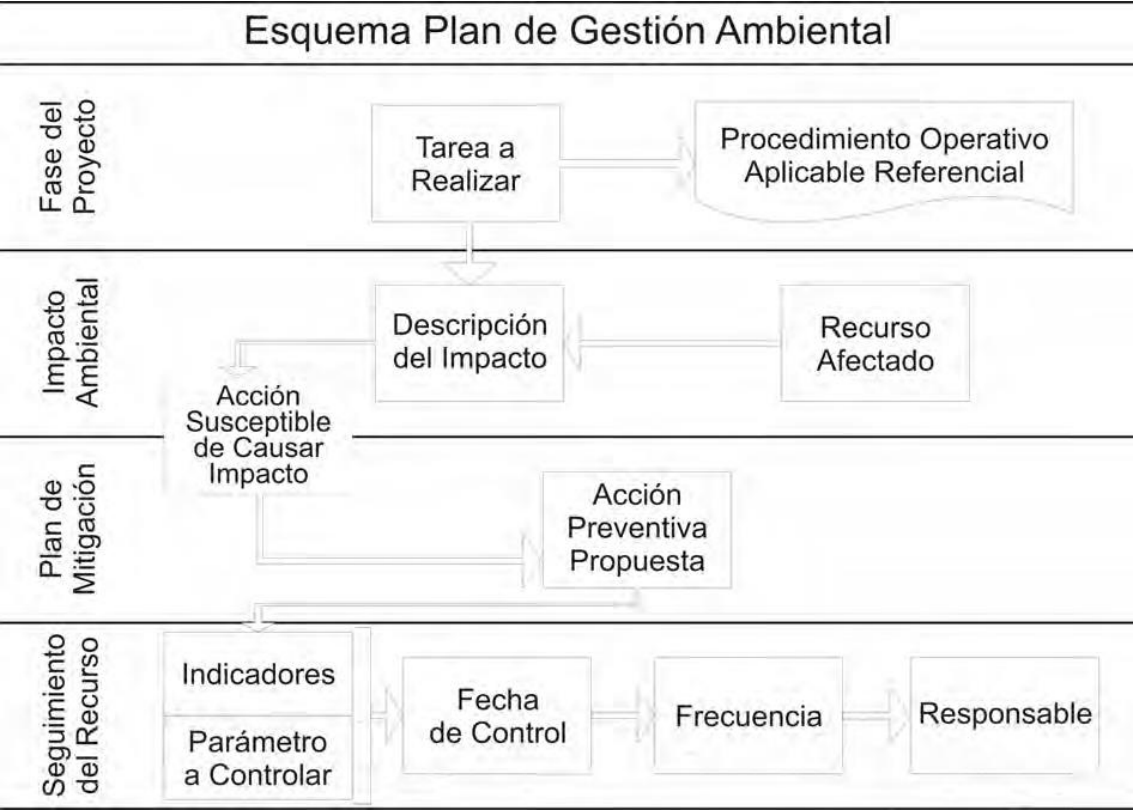 Esquema Plan de Gestión Ambiental
Fase del
Proyecto
Tarea a
Realizar
Procedimiento Operativo
Aplicable Referencial
Impacto
Ambiental
Descripción
del Impacto
Recurso
Afectado
Acción
Susceptible
de Causar
Impacto
Plan de
Mitigación
Acción
Preventiva
Propuesta
Seguimiento
del Recurso
Indicadores
Parámetro
a Controlar
Fecha
de Control
Frecuencia
Responsable